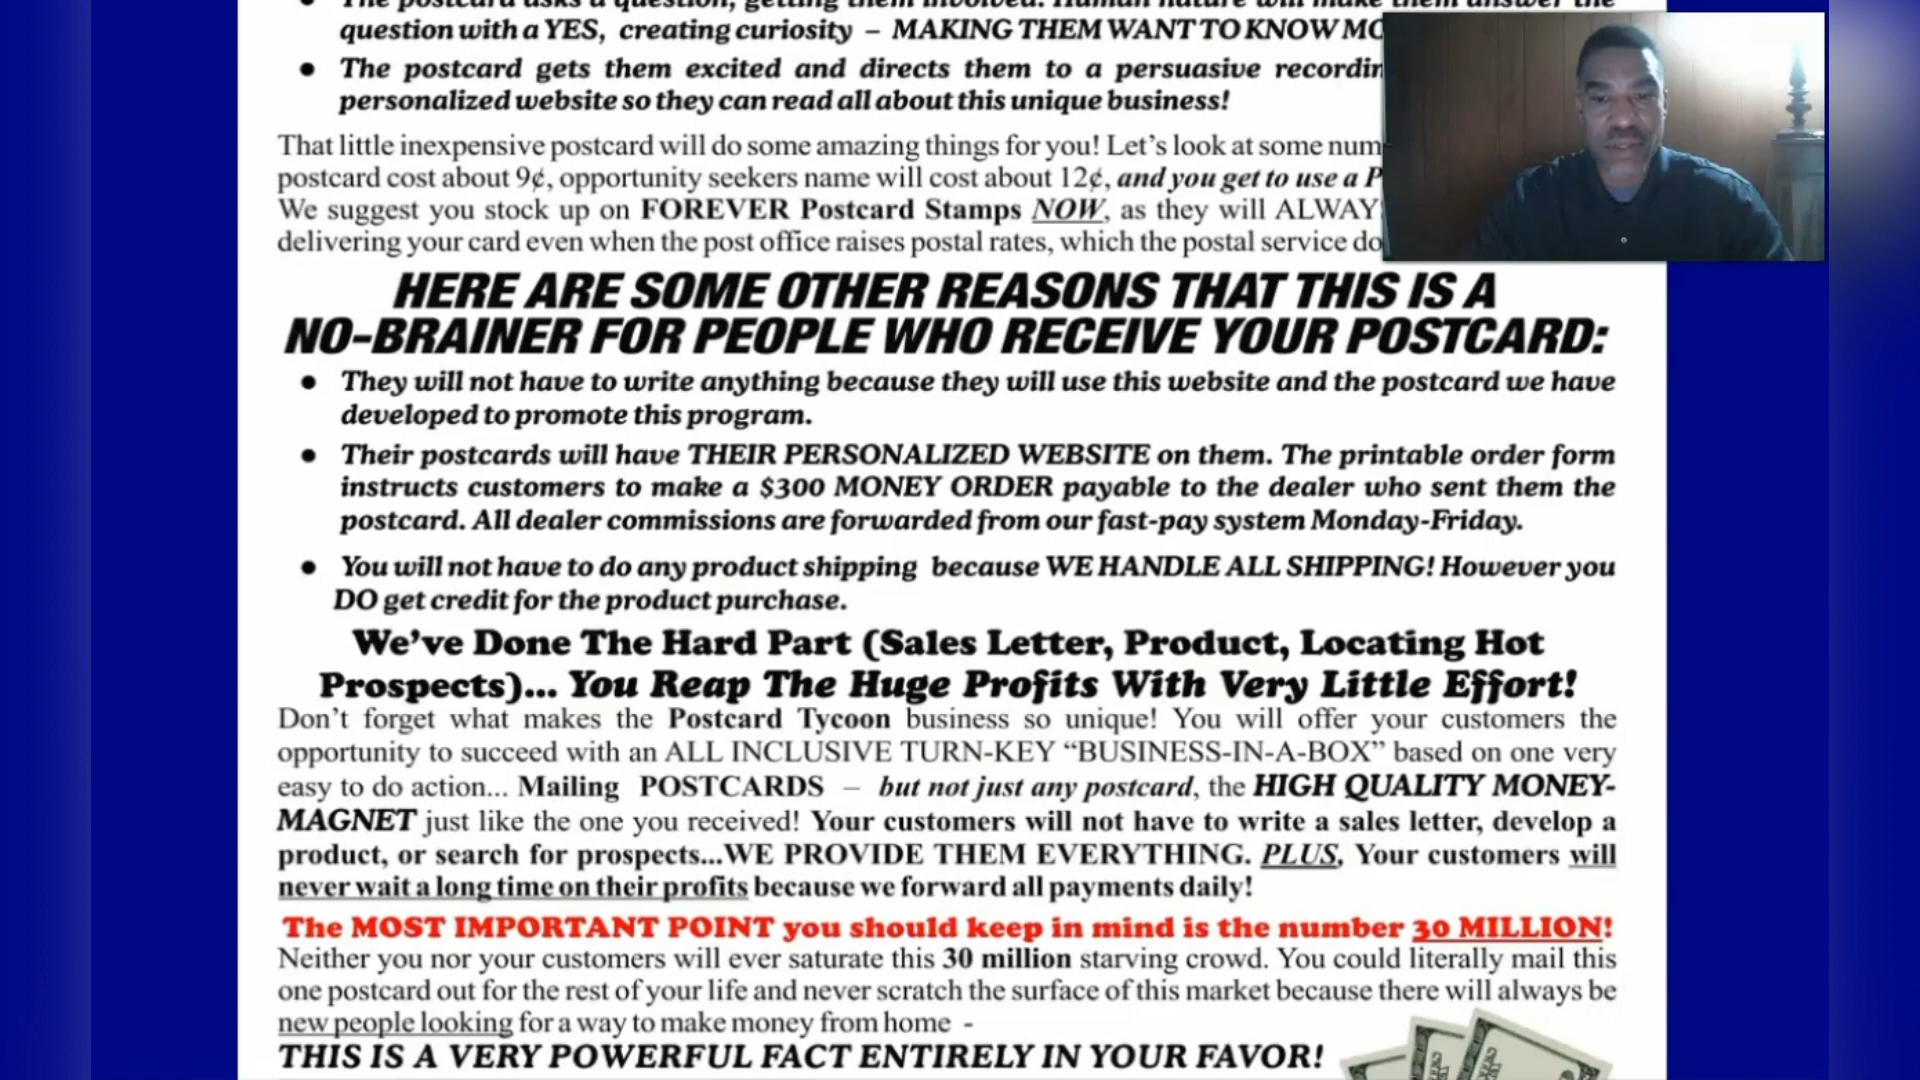 The postcard asks a question, getting them involved. Human nature will make them answer the
question with a YES, creating curiosity – MAKING THEM WANT TO KNOW
The postcard gets them excited and directs them to a persuasive
personalized website so they can read all about this unique business!
That little inexpensive postcard will do some amazing things for you! Let's look at some
postcard cost about 9¢, opportunity seekers name will cost about 12¢, and you get to use a
We suggest you stock up on FOREVER Postcard Stamps NOW, as they will
delivering your card even when the post office raises postal rates, which the postal service
HERE ARE SOME OTHER REASONS THAT THIS IS A
NO-BRAINER FOR PEOPLE WHO RECEIVE YOUR POSTCARD:
They will not have to write anything because they will use this website and the postcard we have
developed to promote this program.
Their postcards will have THEIR PERSONALIZED WEBSITE on them. The printable order form
instructs customers to make a $300 MONEY ORDER payable to the dealer who sent them the
postcard. All dealer commissions are forwarded from our fast-pay system Monday-Friday.
You will not have to do any product shipping because WE HANDLE ALL SHIPPING! However you
DO get credit for the product purchase.
We've Done The Hard Part (Sales Letter, Product, Locating Hot
Prospects)... You Reap The Huge Profits With Very Little Effort!
Don't forget what makes the Postcard Tycoon business so unique! You will offer your customers the
opportunity to succeed with an ALL INCLUSIVE TURN-KEY “BUSINESS-IN-A-BOX” based on one very
easy to do action... Mailing POSTCARDS – but not just any postcard, the HIGH QUALITY MONEY-
MAGNET just like the one you received! Your customers will not have to write a sales letter, develop a
product, or search for prospects...WE PROVIDE THEM EVERYTHING. PLUS, Your customers will
never wait a long time on their profits because we forward all payments daily!
The MOST IMPORTANT POINT you should keep in mind is the number 30 MILLION!
Neither you nor your customers will ever saturate this 30 million starving crowd. You could literally mail this
one postcard out for the rest of your life and never scratch the surface of this market because there will always be
new people looking for a way to make money from home -
THIS IS A VERY POWERFUL FACT ENTIRELY IN YOUR FAVOR!